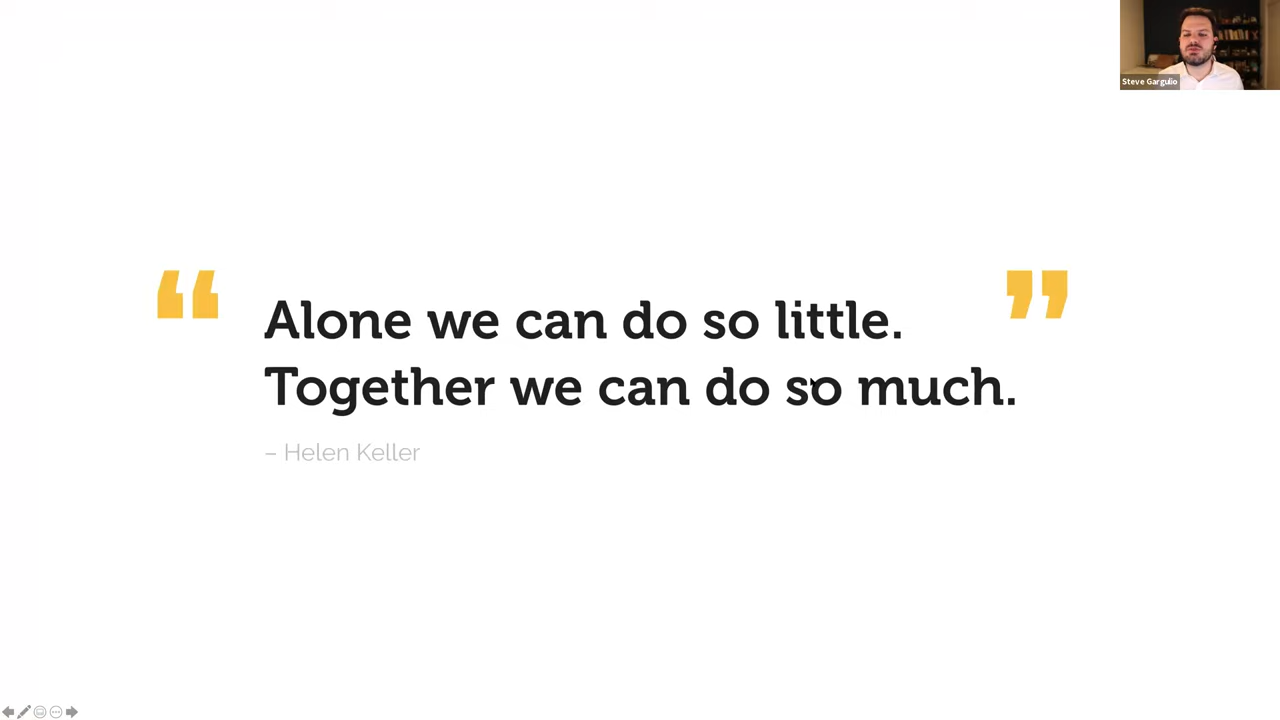 Steve Gargulio
“ Alone we can do so little. ”
Together we can do so much.
– Helen Keller